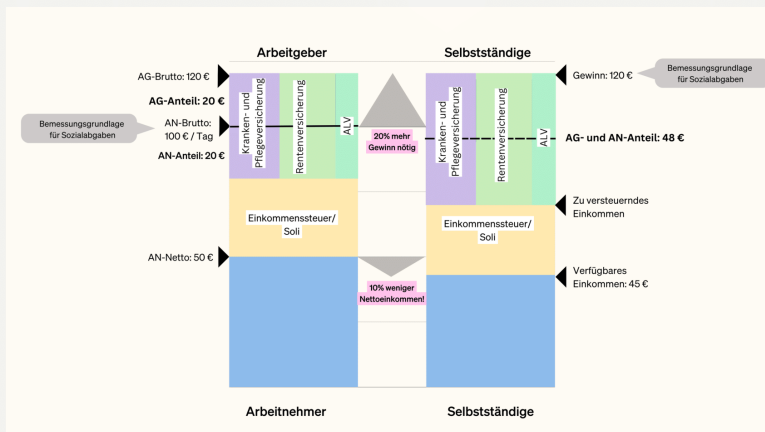 Arbeitgeber
Selbstständige
AG-Brutto: 120 €
AG-Anteil: 20 €
Bemessungsgrundlage
für Sozialabgaben
AN-Brutto:
100 € / Tag
AN-Anteil: 20 €
AN-Netto: 50 €
Kranken- und
Pflegeversicherung
Rentenversicherung
ALV
Einkommenssteuer/
Soli
20% mehr
Gewinn nötig
10% weniger
Nettoeinkommen!
Kranken- und
Pflegeversicherung
Rentenversicherung
ALV
Einkommenssteuer/
Soli
Gewinn: 120 €
Bemessungsgrundlage
für Sozialabgaben
AG- und AN-Anteil: 48 €
Zu versteuerndes
Einkommen
Verfügbares
Einkommen: 45 €
Arbeitnehmer
Selbstständige